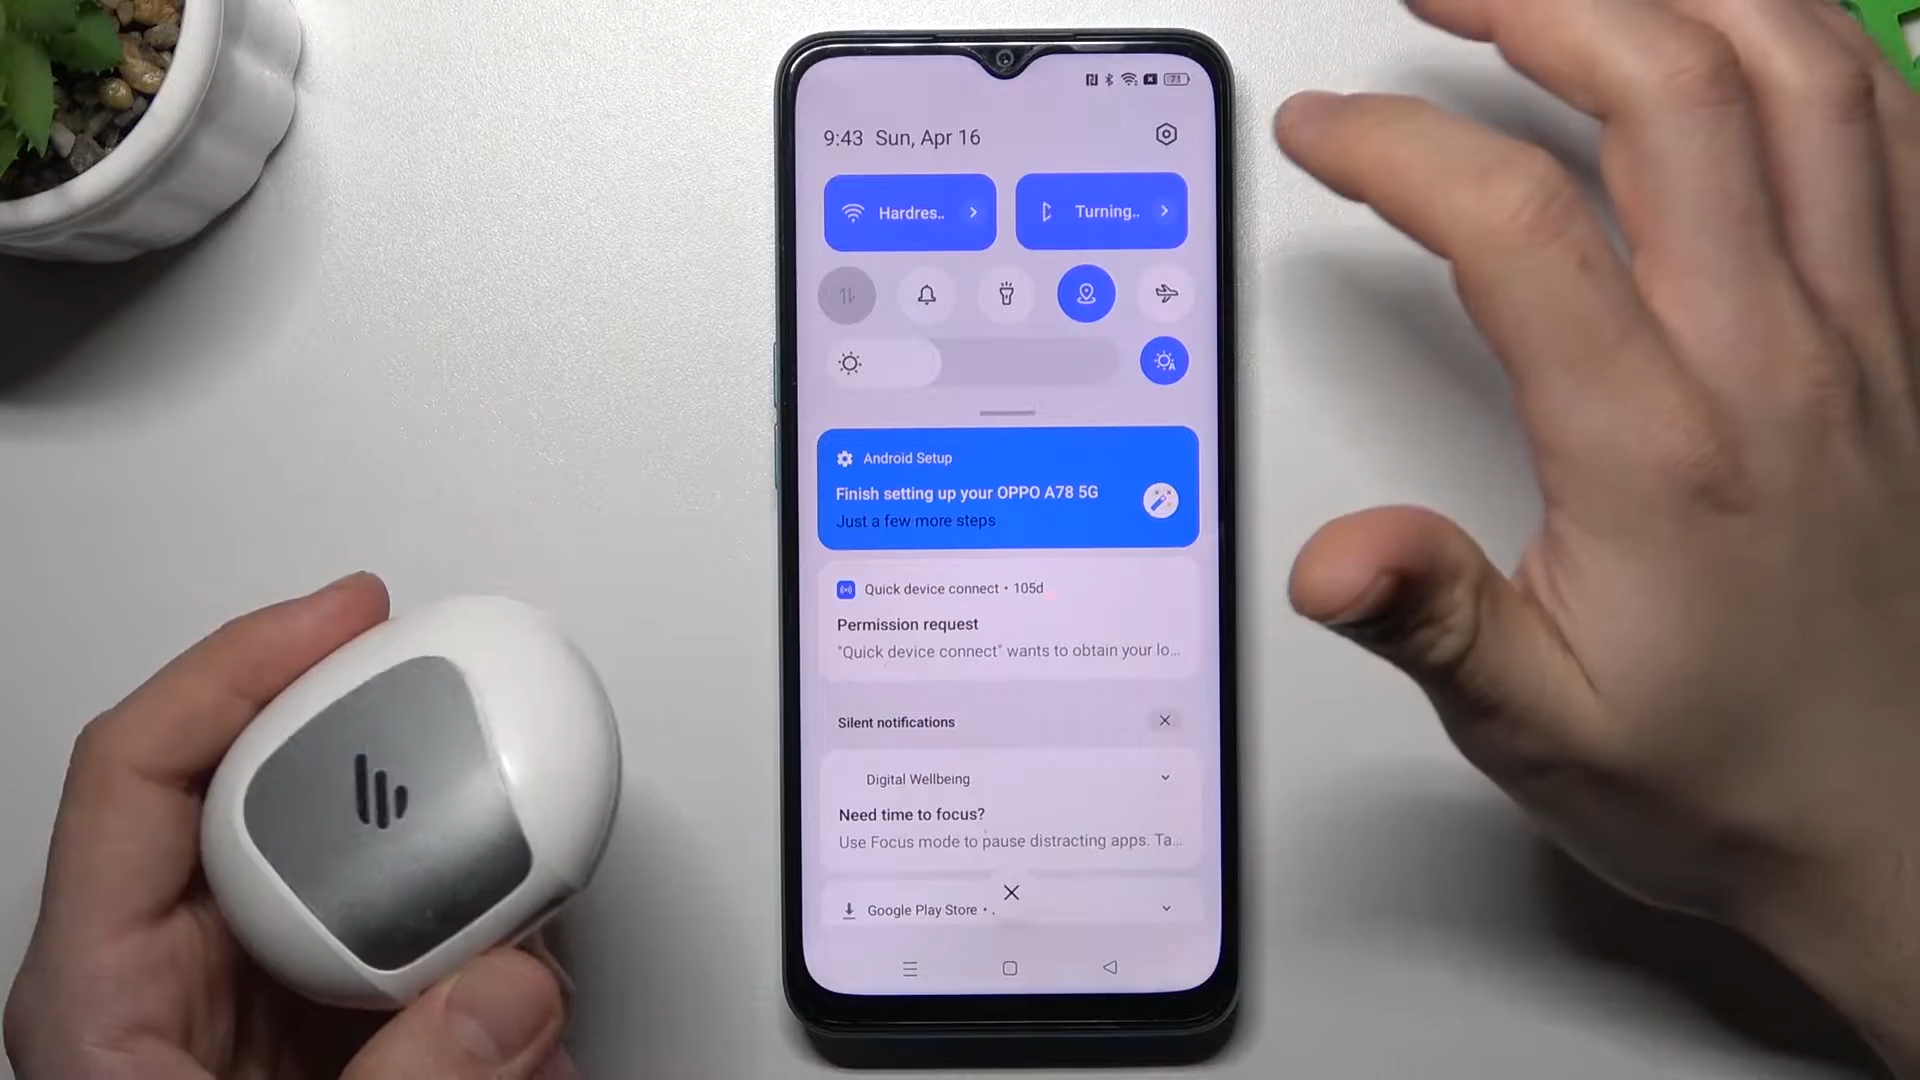 71
9:43 Sun, Apr 16
Hardres..
Turning..
Android Setup
Finish setting up your OPPO A78 5G
Just a few more steps
Quick device connect • 105d
Permission request
"Quick device connect" wants to obtain your lo...
Silent notifications
Digital Wellbeing
Need time to focus?
Use Focus mode to pause distracting apps. Ta...
Google Play Store • .